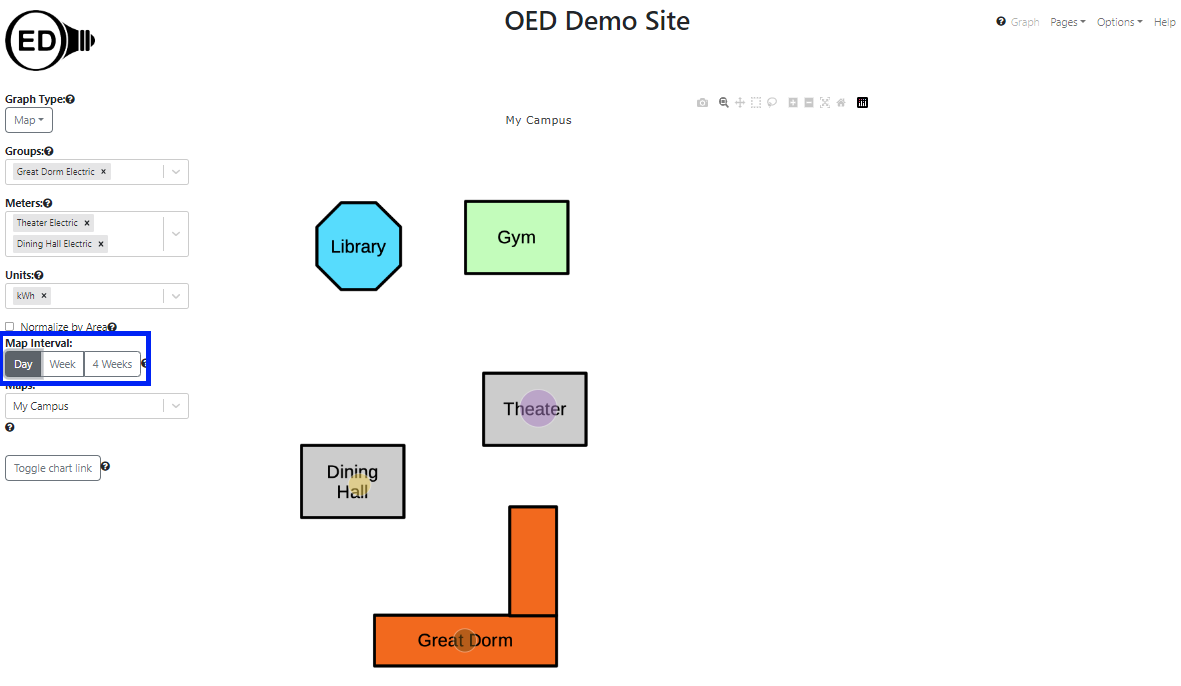 ED
OED Demo Site
Graph Pages Options Help
Graph Type:
Map
Groups:
Great Dorm Electric ×
Meters:
Theater Electric ×
Dining Hall Electric ×
Units:
kWh ×
Normalize by Area
Map Interval:
Day Week 4 Weeks
Maps:
My Campus
Toggle chart link
My Campus
Library
Gym
Theater
Dining
Hall
Great Dorm